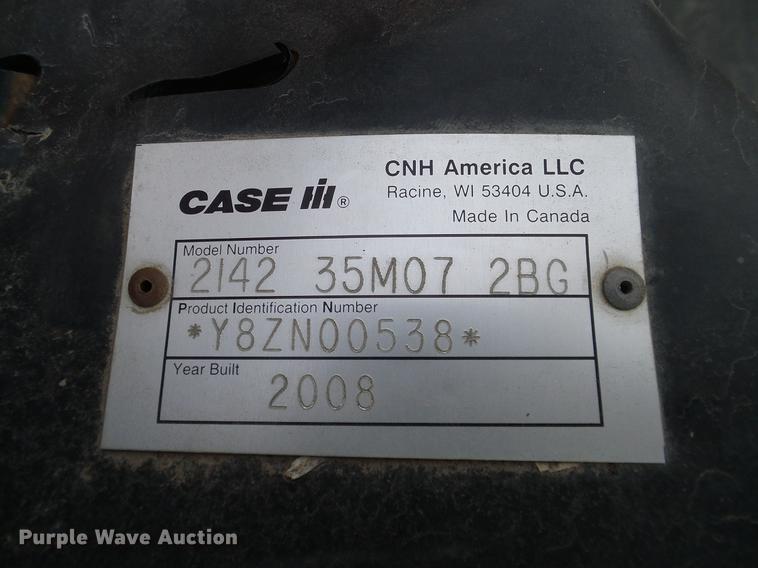 CASE IH®
CNH America LLC
Racine, WI 53404 U.S.A.
Made In Canada
Model Number
2142 35M07 2BG
Product Identification Number
*Y8ZN00538*
Year Built
2008
Purple Wave Auction